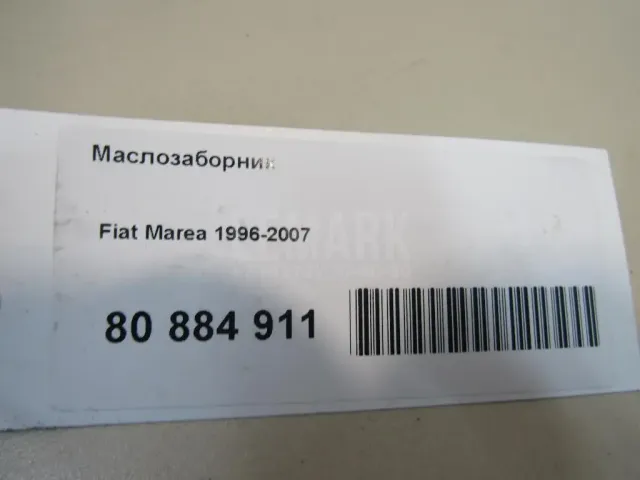 Маслозаборник
Fiat Marea 1996-2007
80 884 911